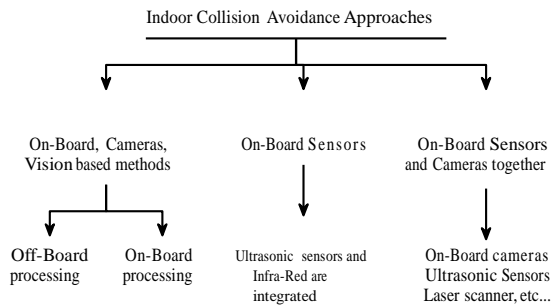 Indoor Collision Avoidance Approaches
On-Board, Cameras,
Vision based methods
On-Board Sensors
On-Board Sensors
and Cameras together
Off-Board
processing
On-Board
processing
Ultrasonic sensors and
Infra-Red are
integrated
On-Board cameras
Ultrasonic Sensors
Laser scanner, etc...